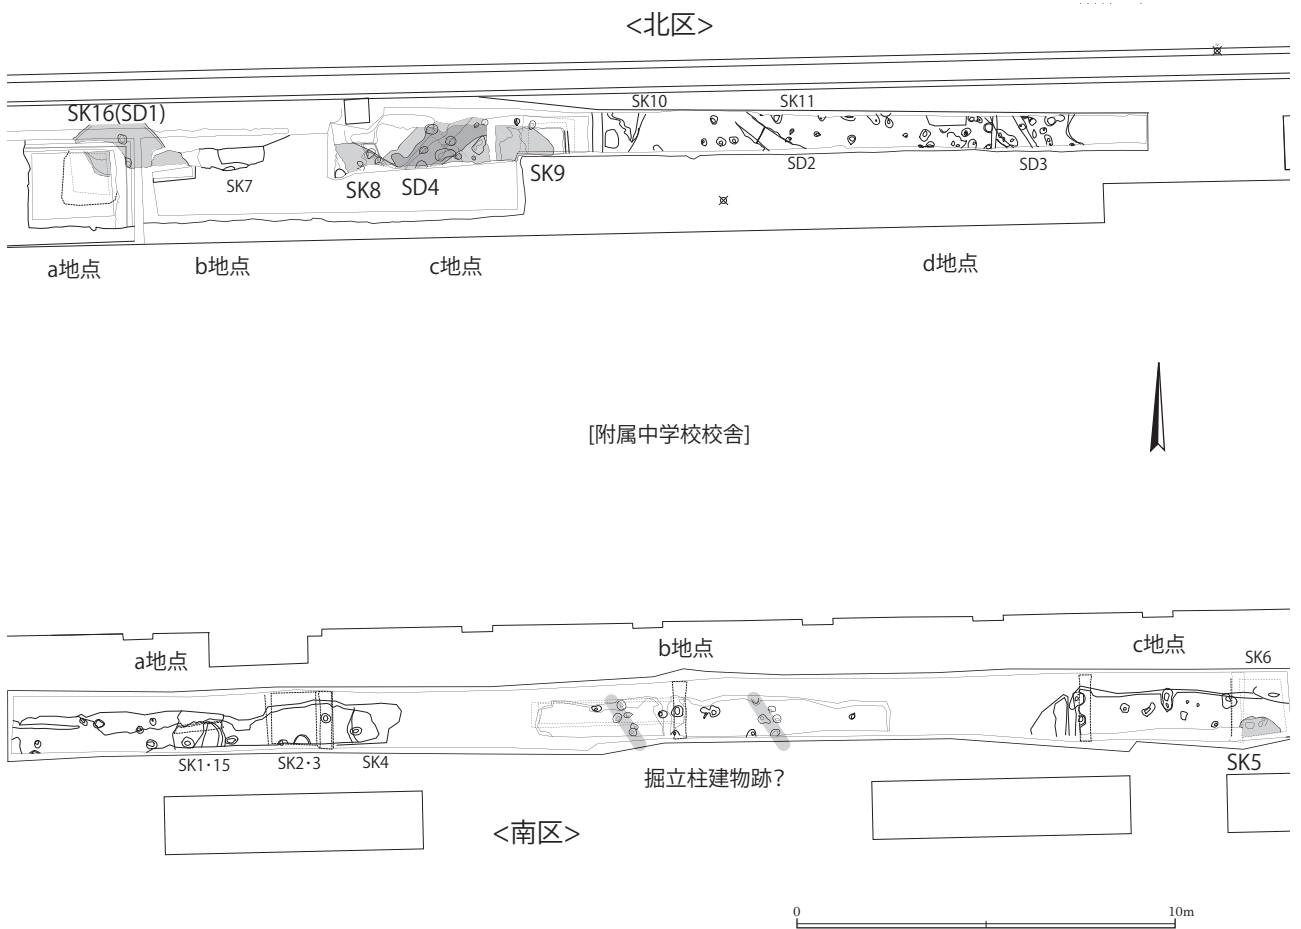 <北区>
SK16(SD1)
SK10
SK11
SK7
SK8
SD4
SK9
SD2
SD3
a地点
b地点
c地点
d地点
[附属中学校校舎]
a地点
b地点
c地点
SK6
SK1・15
SK2・3
SK4
掘立柱建物跡?
SK5
<南区>
0
10m